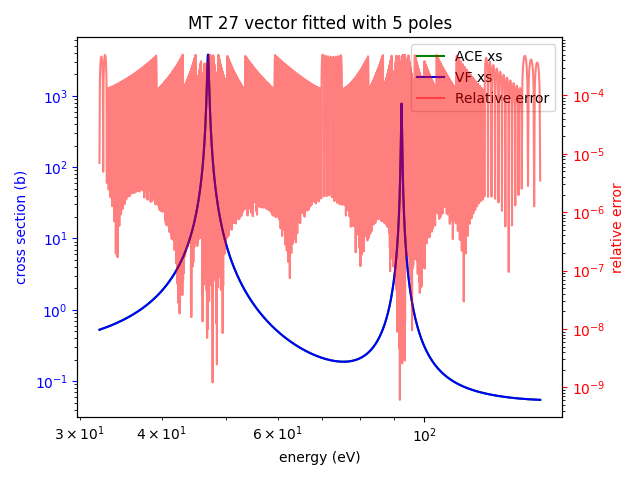 MT 27 vector fitted with 5 poles
ACE xs
VF xs
Relative error
cross section (b)
10³
10²
10¹
10⁰
10⁻¹
relative error
10⁻⁴
10⁻⁵
10⁻⁶
10⁻⁷
10⁻⁸
10⁻⁹
3 × 10¹ 4 × 10¹ 6 × 10¹ 10²
energy (eV)